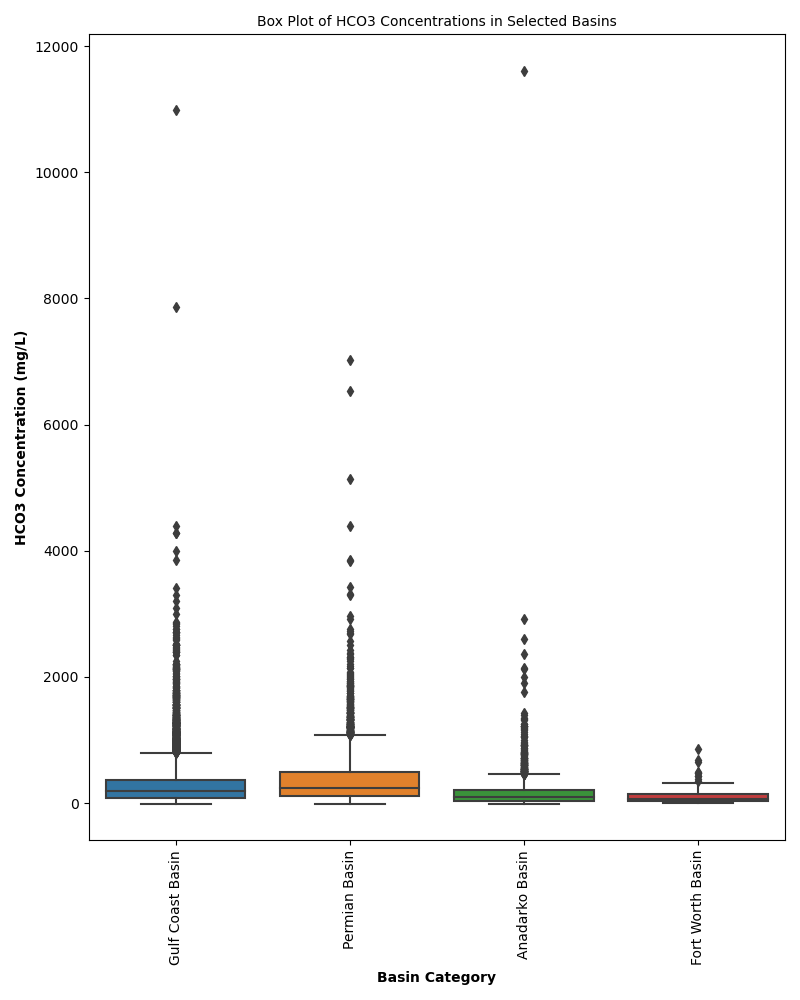 Box Plot of HCO3 Concentrations in Selected Basins
12000
10000
8000
6000
4000
2000
0
HCO3 Concentration (mg/L)
Gulf Coast Basin
Permian Basin
Anadarko Basin
Fort Worth Basin
Basin Category